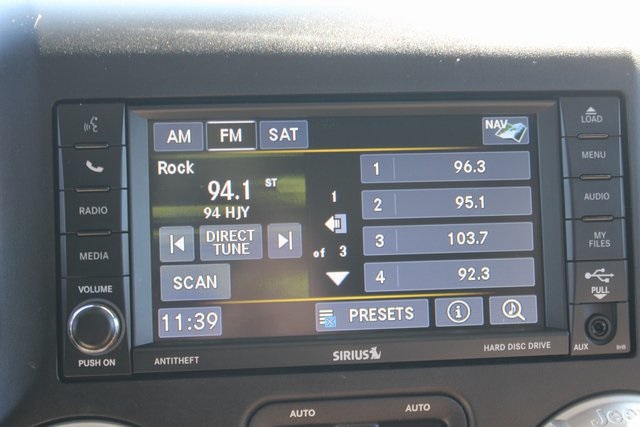 AM FM SAT NAV
LOAD
Rock
94.1 ST
94 HJY
DIRECT
TUNE
SCAN
11:39
1
of 3
1 96.3
2 95.1
3 103.7
4 92.3
PRESETS
RADIO
MEDIA
VOLUME
PUSH ON
MENU
AUDIO
MY
FILES
PULL
AUX
ANTITHEFT
SIRIUS
HARD DISC DRIVE
AUTO
AUTO
Jeep